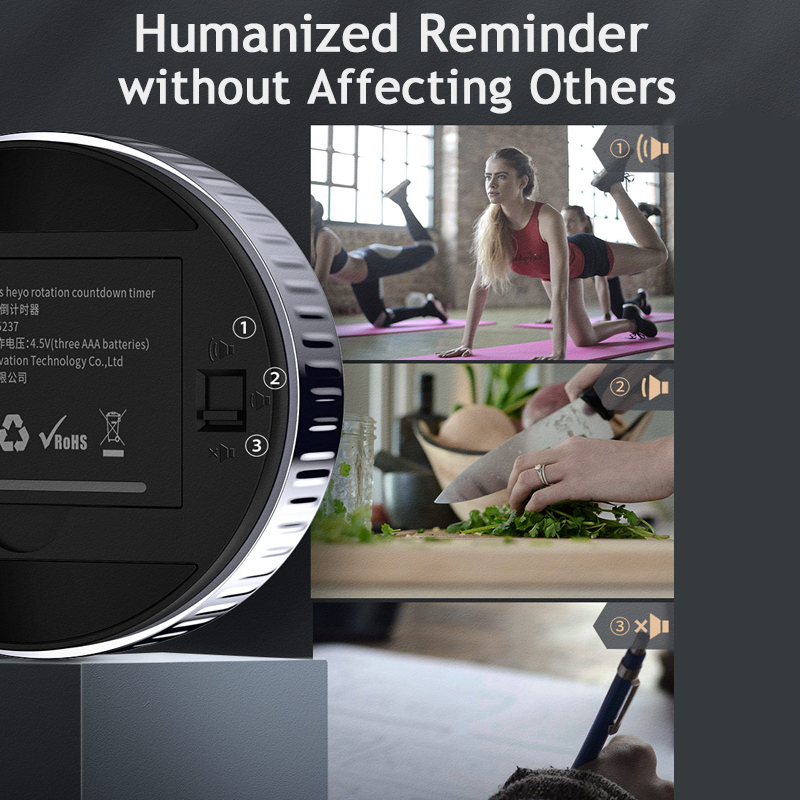 Humanized Reminder
without Affecting Others
①
s heyo rotation countdown timer
倒计时器
5237
作电压:4.5V(three AAA batteries)
vation Technology Co.,Ltd
限公司
RoHS
①
②
③
②
③